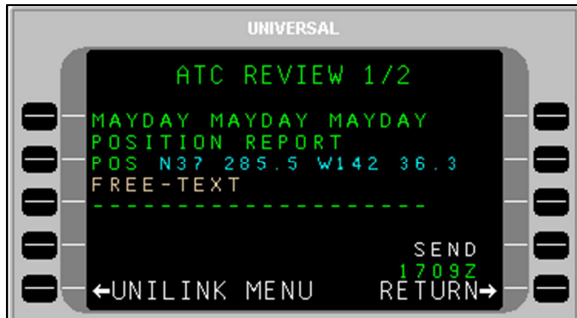 UNIVERSAL
ATC REVIEW 1/2
MAYDAY MAYDAY MAYDAY
POSITION REPORT
POS N37 285.5 W142 36.3
FREE-TEXT
---------------------
SEND
1709Z
←UNILINK MENU RETURN→